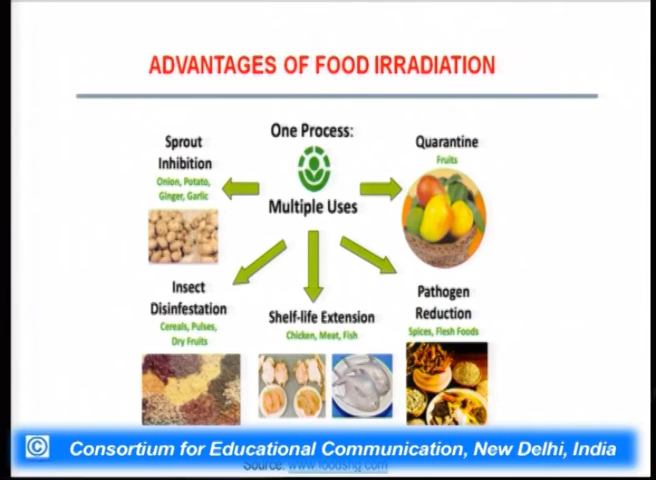 ADVANTAGES OF FOOD IRRADIATION
One Process:
Multiple Uses
Sprout
Inhibition
Onion, Potato,
Ginger, Garlic
Quarantine
Fruits
Insect
Disinfestation
Cereals, Pulses,
Dry Fruits
Shelf-life Extension
Chicken, Meat, Fish
Pathogen
Reduction
Spices, Flesh Foods
© Consortium for Educational Communication, New Delhi, India
Source: